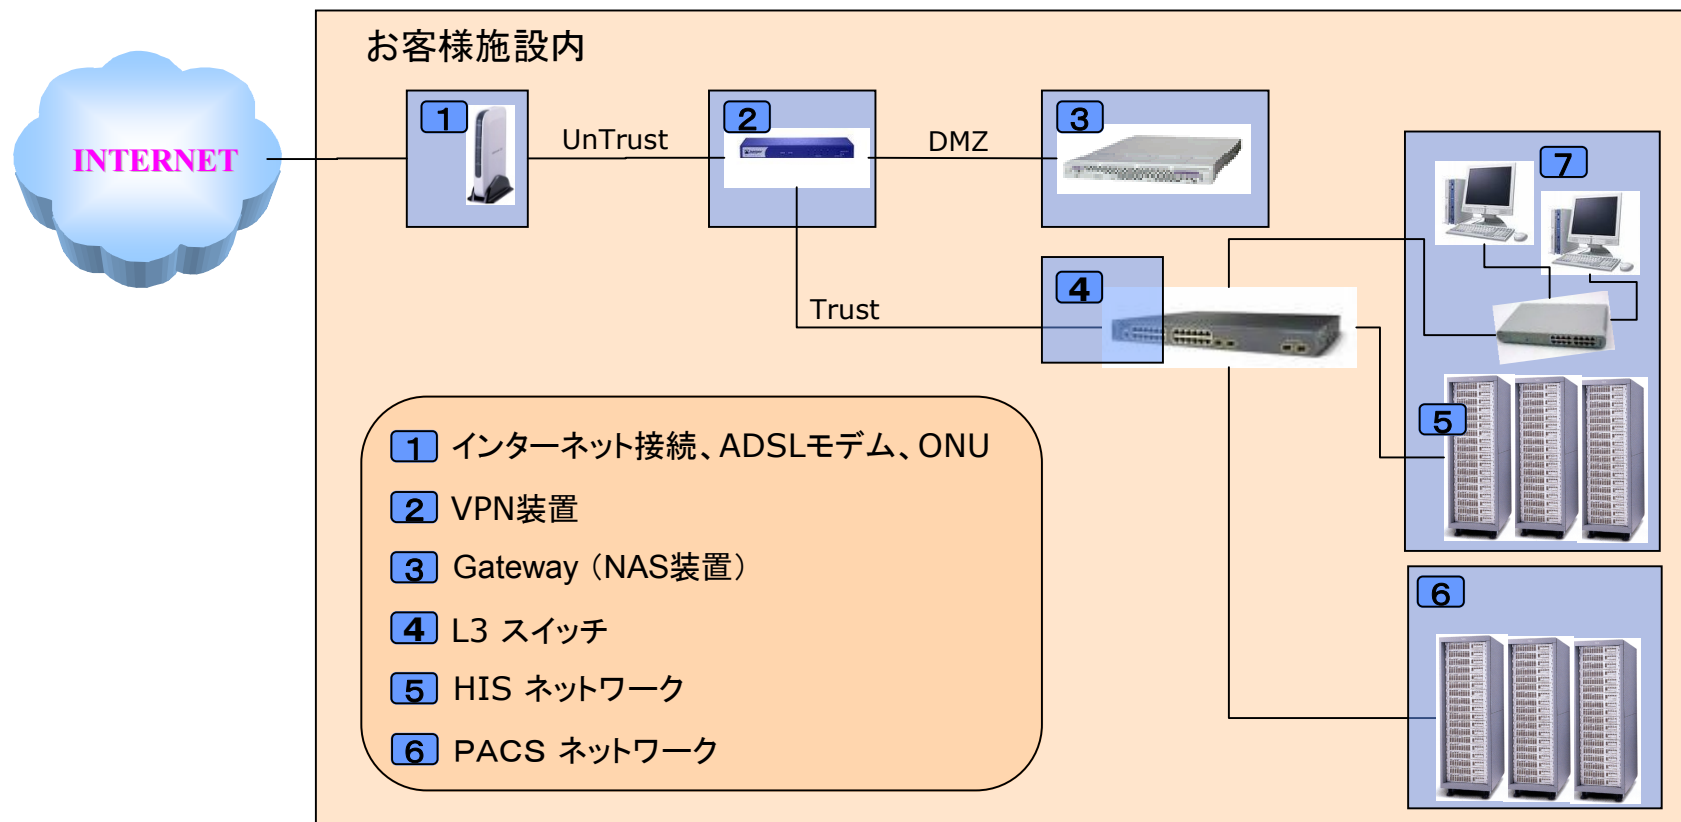 お客様施設内
INTERNET
1
UnTrust
2
DMZ
3
7
4
Trust
5
6
1 インターネット接続、ADSLモデム、ONU
2 VPN装置
3 Gateway（NAS装置）
4 L3 スイッチ
5 HIS ネットワーク
6 PACS ネットワーク